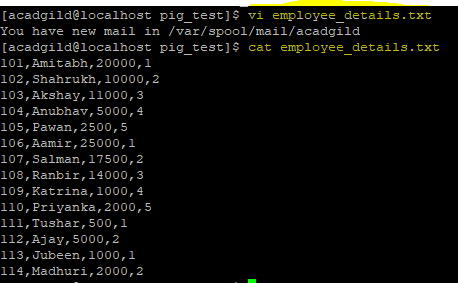 [acadgild@localhost pig_test]$ vi employee_details.txt
You have new mail in /var/spool/mail/acadgild
[acadgild@localhost pig_test]$ cat employee_details.txt
101,Amitabh,20000,1
102,Shahrukh,10000,2
103,Akshay,11000,3
104,Anubhav,5000,4
105,Pawan,2500,5
106,Aamir,25000,1
107,Salman,17500,2
108,Ranbir,14000,3
109,Katrina,1000,4
110,Priyanka,2000,5
111,Tushar,500,1
112,Ajay,5000,2
113,Jubeen,1000,1
114,Madhuri,2000,2
[acadgild@localhost pig_test]$